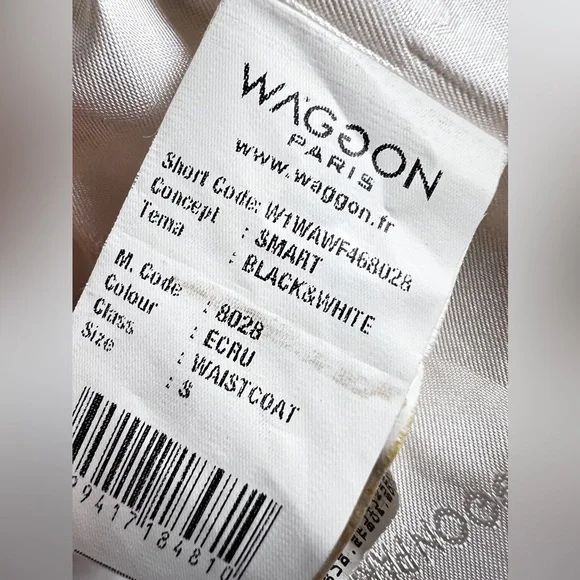 WAGGON
PARIS
www.waggon.fr
Short Code: W1WAWF468028
Concept : SMART
Tema : BLACK&WHITE
M. Code : 8028
Colour : ECRU
Class : WAISTCOAT
Size : S
9417184810